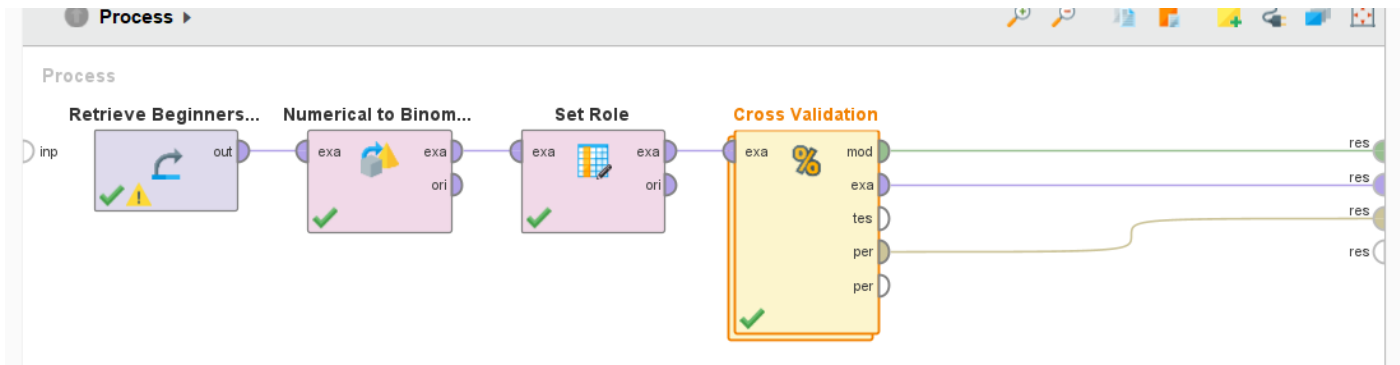 Process
Process
Retrieve Beginners... Numerical to Binom... Set Role Cross Validation
inp out exa exa exa exa exa mod res
ori ori exa res
tes res
per res
per